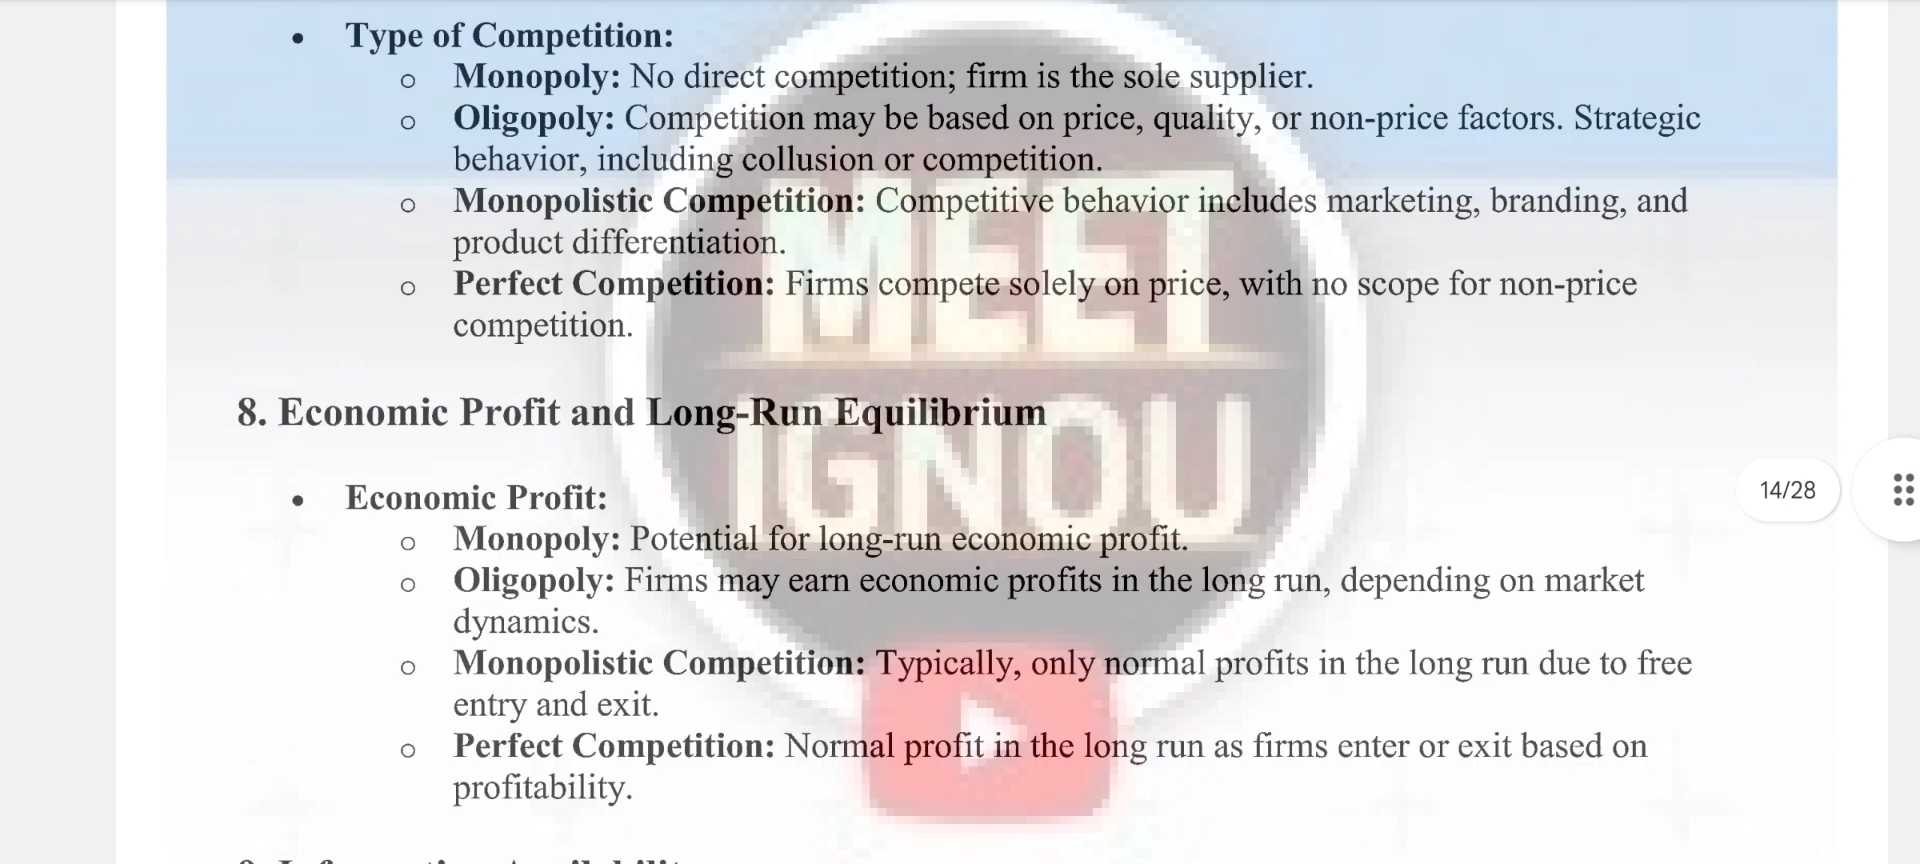 • Type of Competition:
o Monopoly: No direct competition; firm is the sole supplier.
o Oligopoly: Competition may be based on price, quality, or non-price factors. Strategic
behavior, including collusion or competition.
o Monopolistic Competition: Competitive behavior includes marketing, branding, and
product differentiation.
o Perfect Competition: Firms compete solely on price, with no scope for non-price
competition.
MEET
8. Economic Profit and Long-Run Equilibrium
IGNOU
• Economic Profit:
14/28
o Monopoly: Potential for long-run economic profit.
o Oligopoly: Firms may earn economic profits in the long run, depending on market
dynamics.
o Monopolistic Competition: Typically, only normal profits in the long run due to free
entry and exit.
o Perfect Competition: Normal profit in the long run as firms enter or exit based on
profitability.